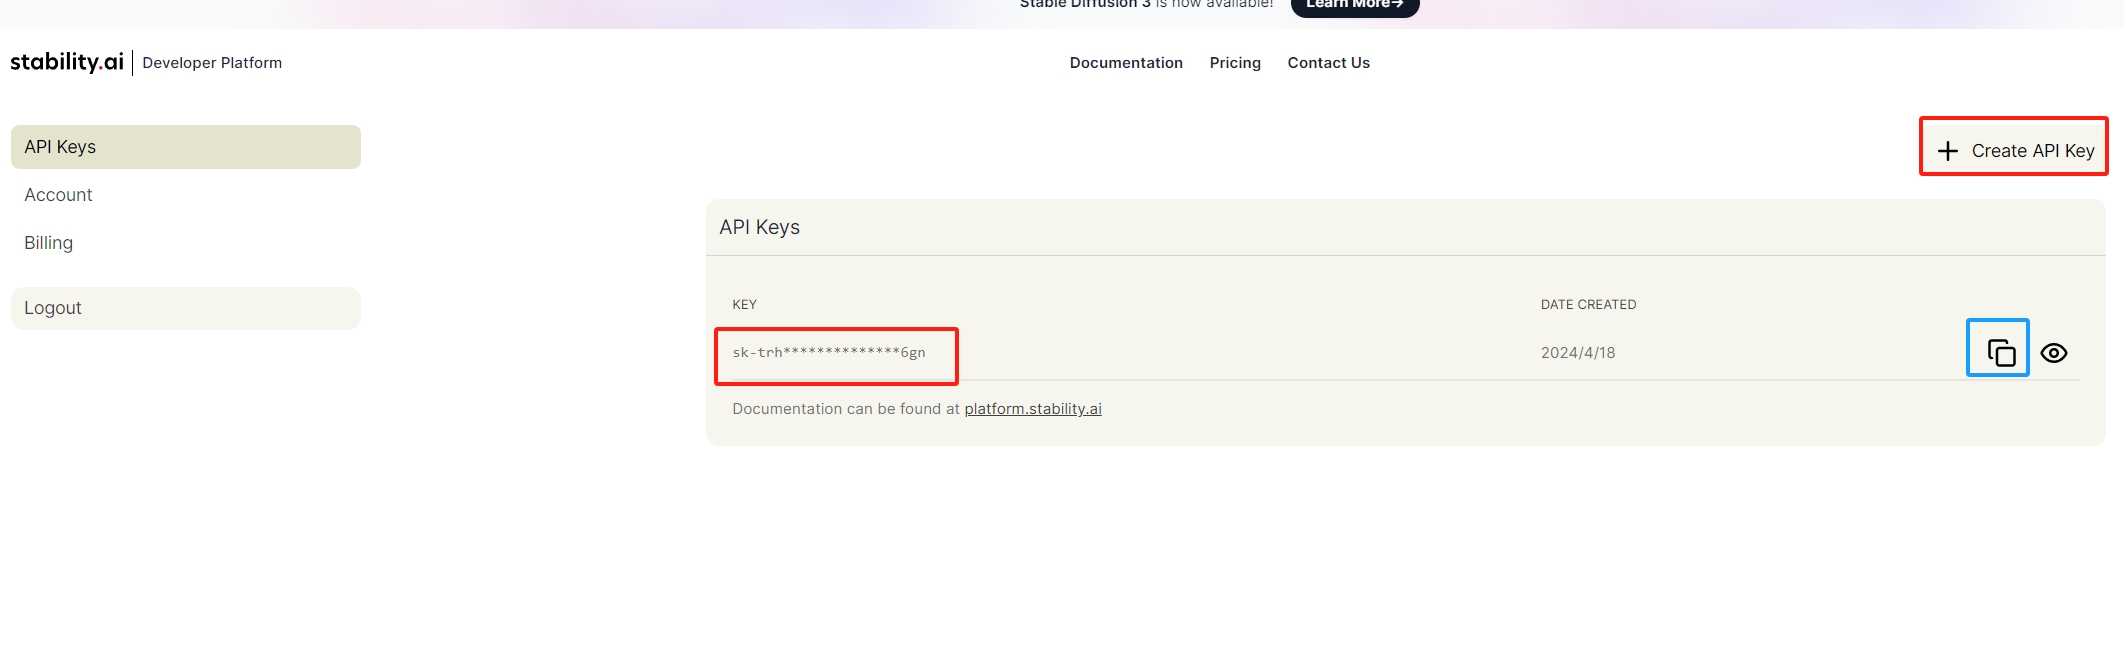 Stable Diffusion 3 is now available! Learn More→
stability.ai | Developer Platform
Documentation Pricing Contact Us
API Keys
Account
Billing
Logout
+ Create API Key
API Keys
KEY DATE CREATED
sk-trh**************6gn 2024/4/18
Documentation can be found at platform.stability.ai